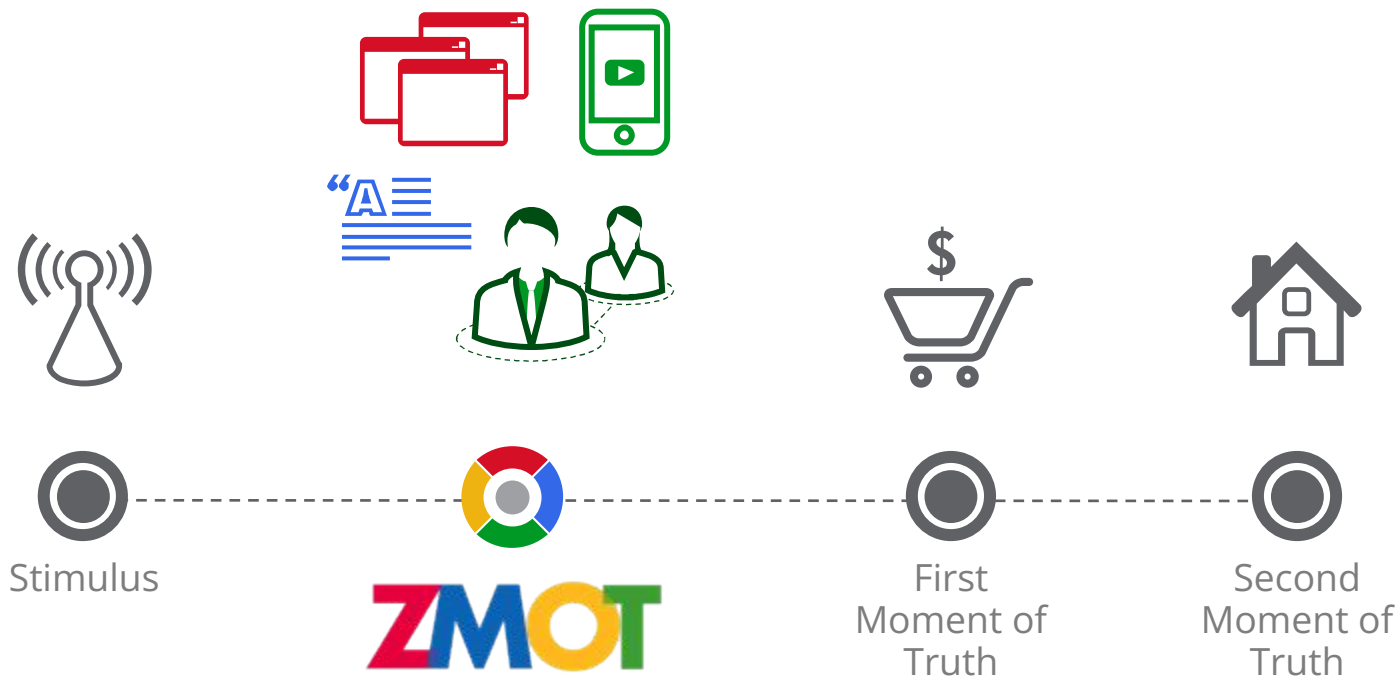 “A
$
Stimulus
ZMOT
First
Moment of
Truth
Second
Moment of
Truth